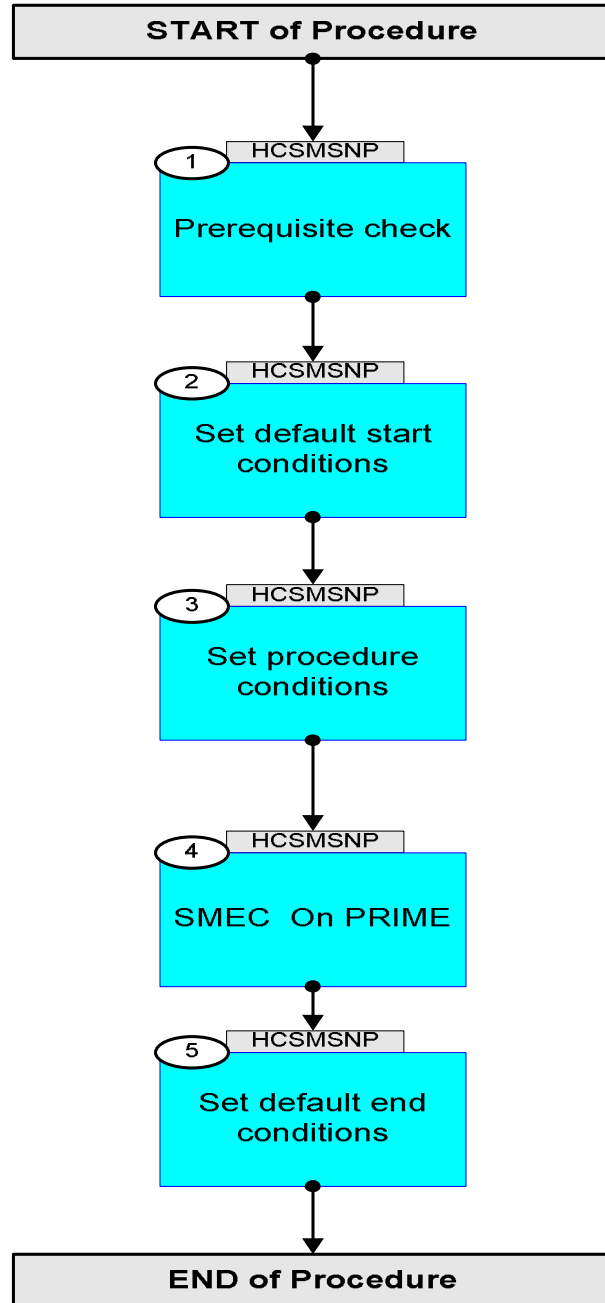 START of Procedure
HCSMSNP
1
Prerequisite check
HCSMSNP
2
Set default start
conditions
HCSMSNP
3
Set procedure
conditions
HCSMSNP
4
SMEC On PRIME
HCSMSNP
5
Set default end
conditions
END of Procedure